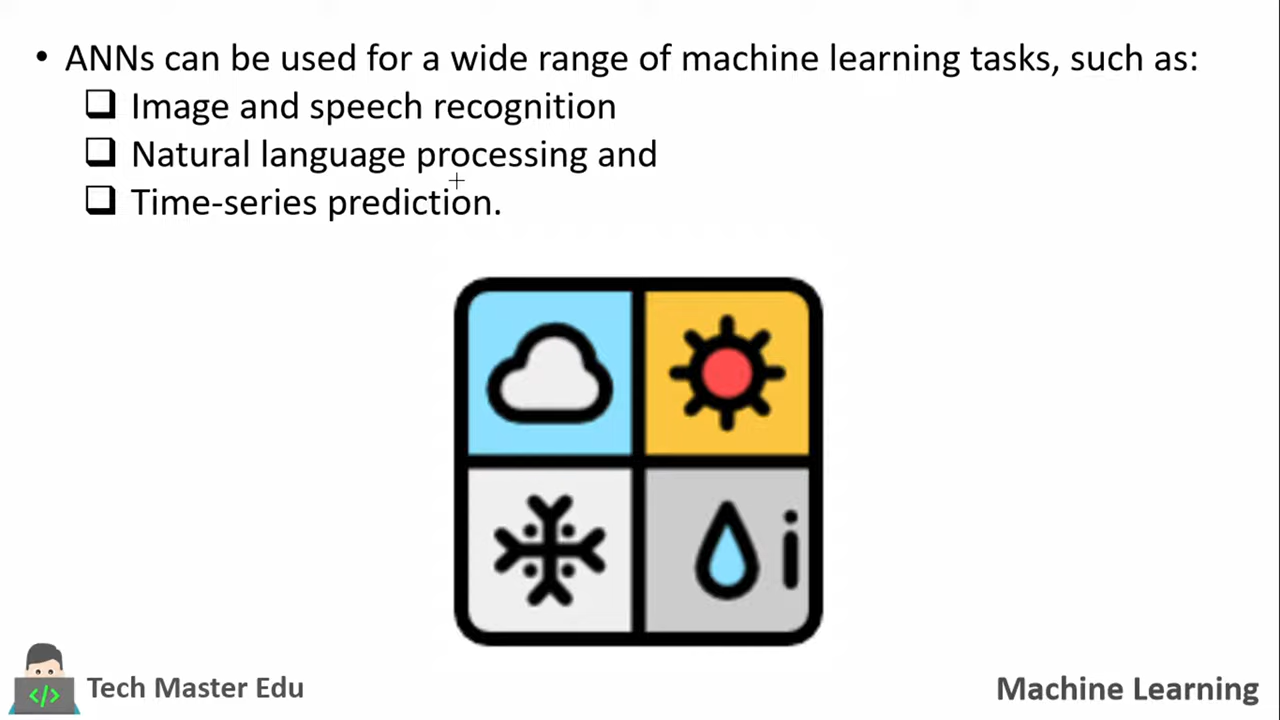 • ANNs can be used for a wide range of machine learning tasks, such as:
❑ Image and speech recognition
❑ Natural language processing and
❑ Time-series prediction.
</>
Tech Master Edu
Machine Learning